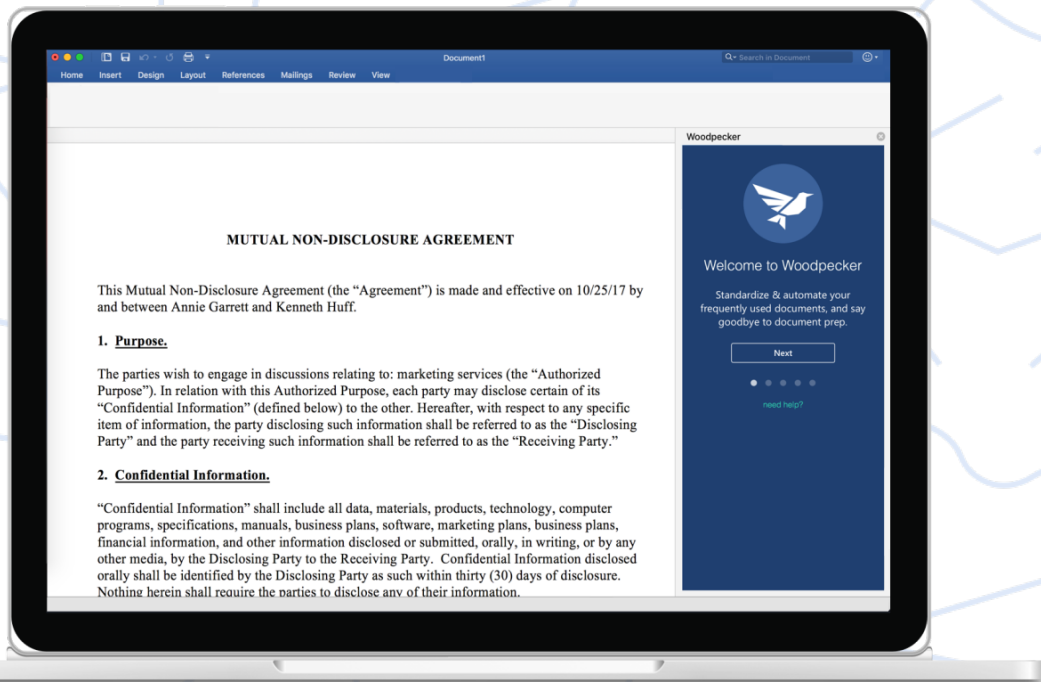 Document1
Search in Document
Home Insert Design Layout References Mailings Review View
Woodpecker
MUTUAL NON-DISCLOSURE AGREEMENT
This Mutual Non-Disclosure Agreement (the “Agreement”) is made and effective on 10/25/17 by
and between Annie Garrett and Kenneth Huff.
1. Purpose.
The parties wish to engage in discussions relating to: marketing services (the “Authorized
Purpose”). In relation with this Authorized Purpose, each party may disclose certain of its
“Confidential Information” (defined below) to the other. Hereafter, with respect to any specific
item of information, the party disclosing such information shall be referred to as the “Disclosing
Party” and the party receiving such information shall be referred to as the “Receiving Party.”
2. Confidential Information.
“Confidential Information” shall include all data, materials, products, technology, computer
programs, specifications, manuals, business plans, software, marketing plans, business plans,
financial information, and other information disclosed or submitted, orally, in writing, or by any
other media, by the Disclosing Party to the Receiving Party. Confidential Information disclosed
orally shall be identified by the Disclosing Party as such within thirty (30) days of disclosure.
Nothing herein shall require the parties to disclose any of their information.
Welcome to Woodpecker
Standardize & automate your
frequently used documents, and say
goodbye to document prep.
Next
need help?